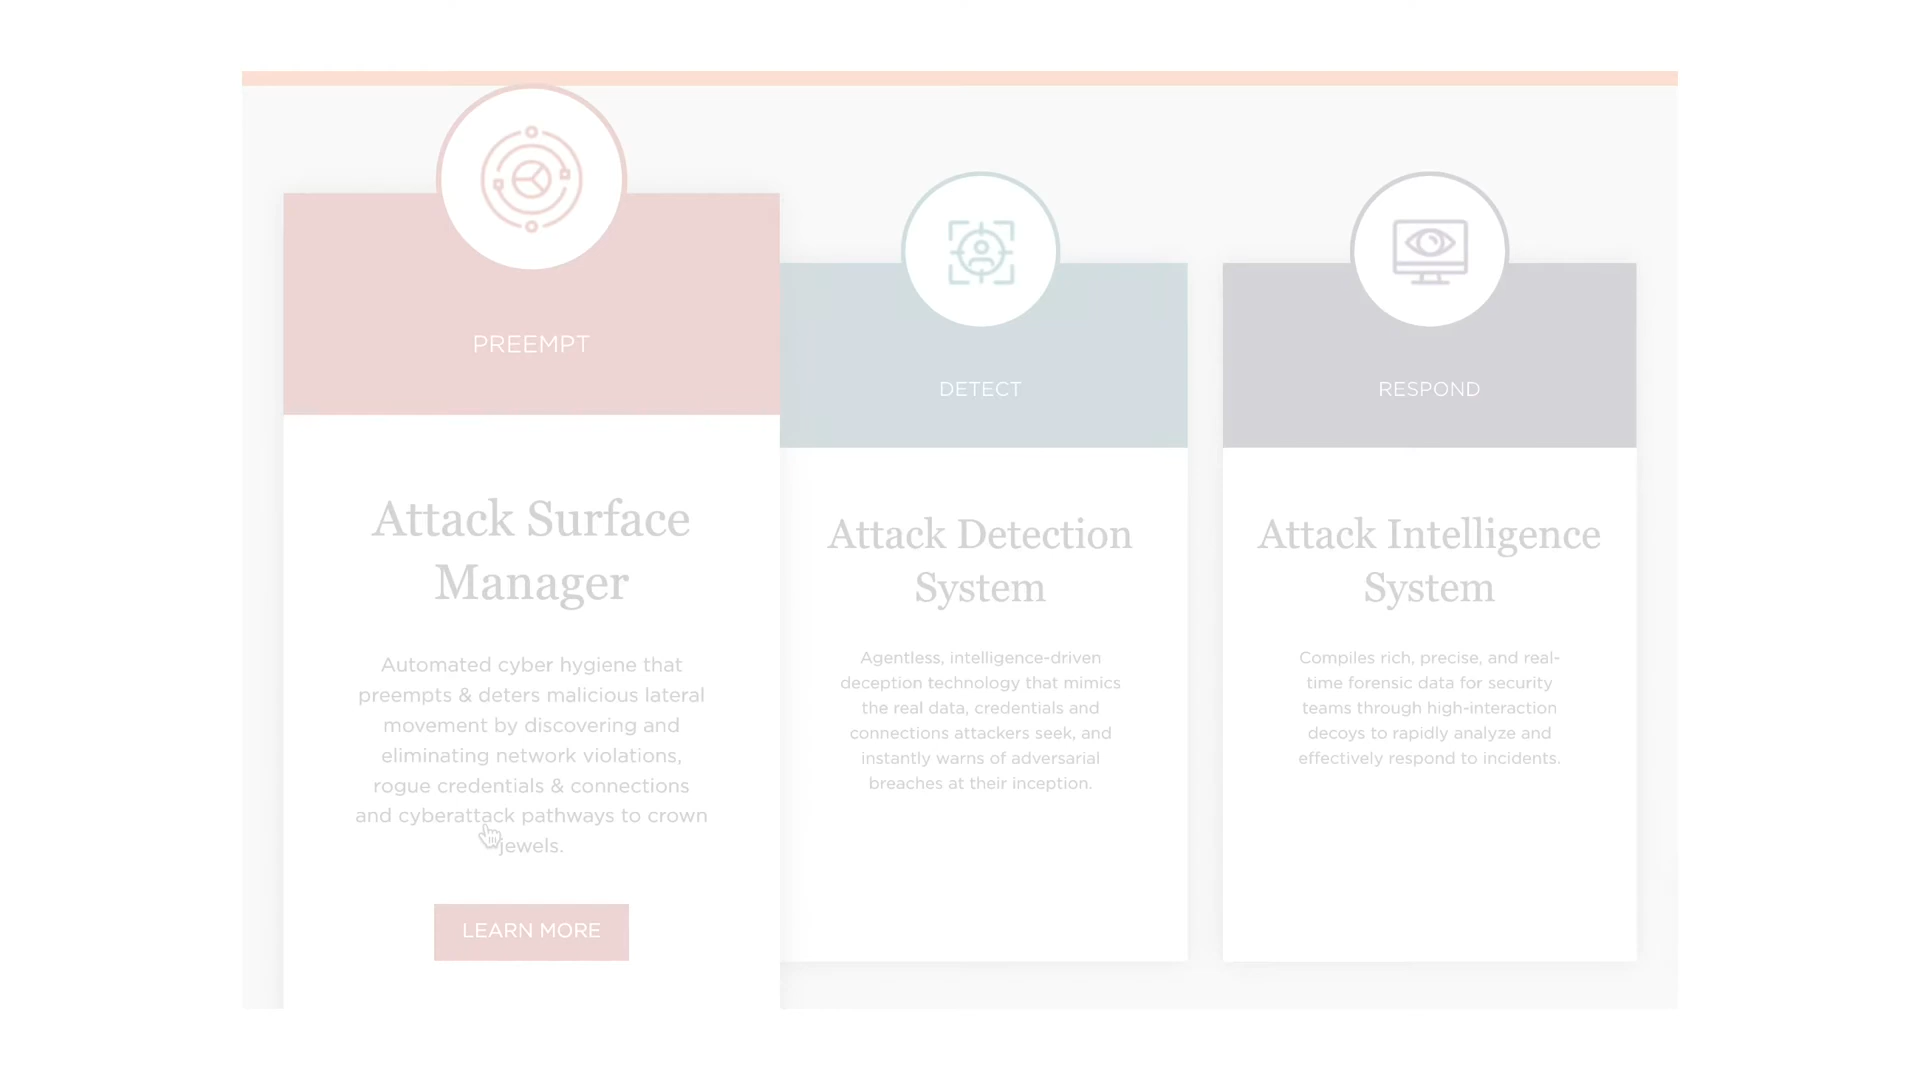 PREEMPT
Attack Surface
Manager
Automated cyber hygiene that
preempts & deters malicious lateral
movement by discovering and
eliminating network violations,
rogue credentials & connections
and cyberattack pathways to crown
jewels.
LEARN MORE
DETECT
Attack Detection
System
Agentless, intelligence-driven
deception technology that mimics
the real data, credentials and
connections attackers seek, and
instantly warns of adversarial
breaches at their inception.
RESPOND
Attack Intelligence
System
Compiles rich, precise, and real-
time forensic data for security
teams through high-interaction
decoys to rapidly analyze and
effectively respond to incidents.